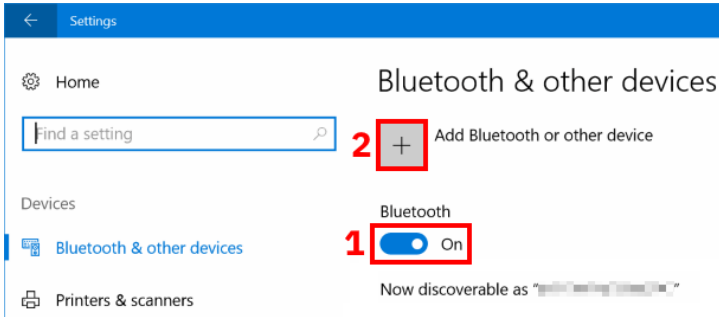 Settings
Home
Find a setting
Devices
Bluetooth & other devices
Printers & scanners
Bluetooth & other devices
2
Add Bluetooth or other device
Bluetooth
1
On
Now discoverable as “ ”